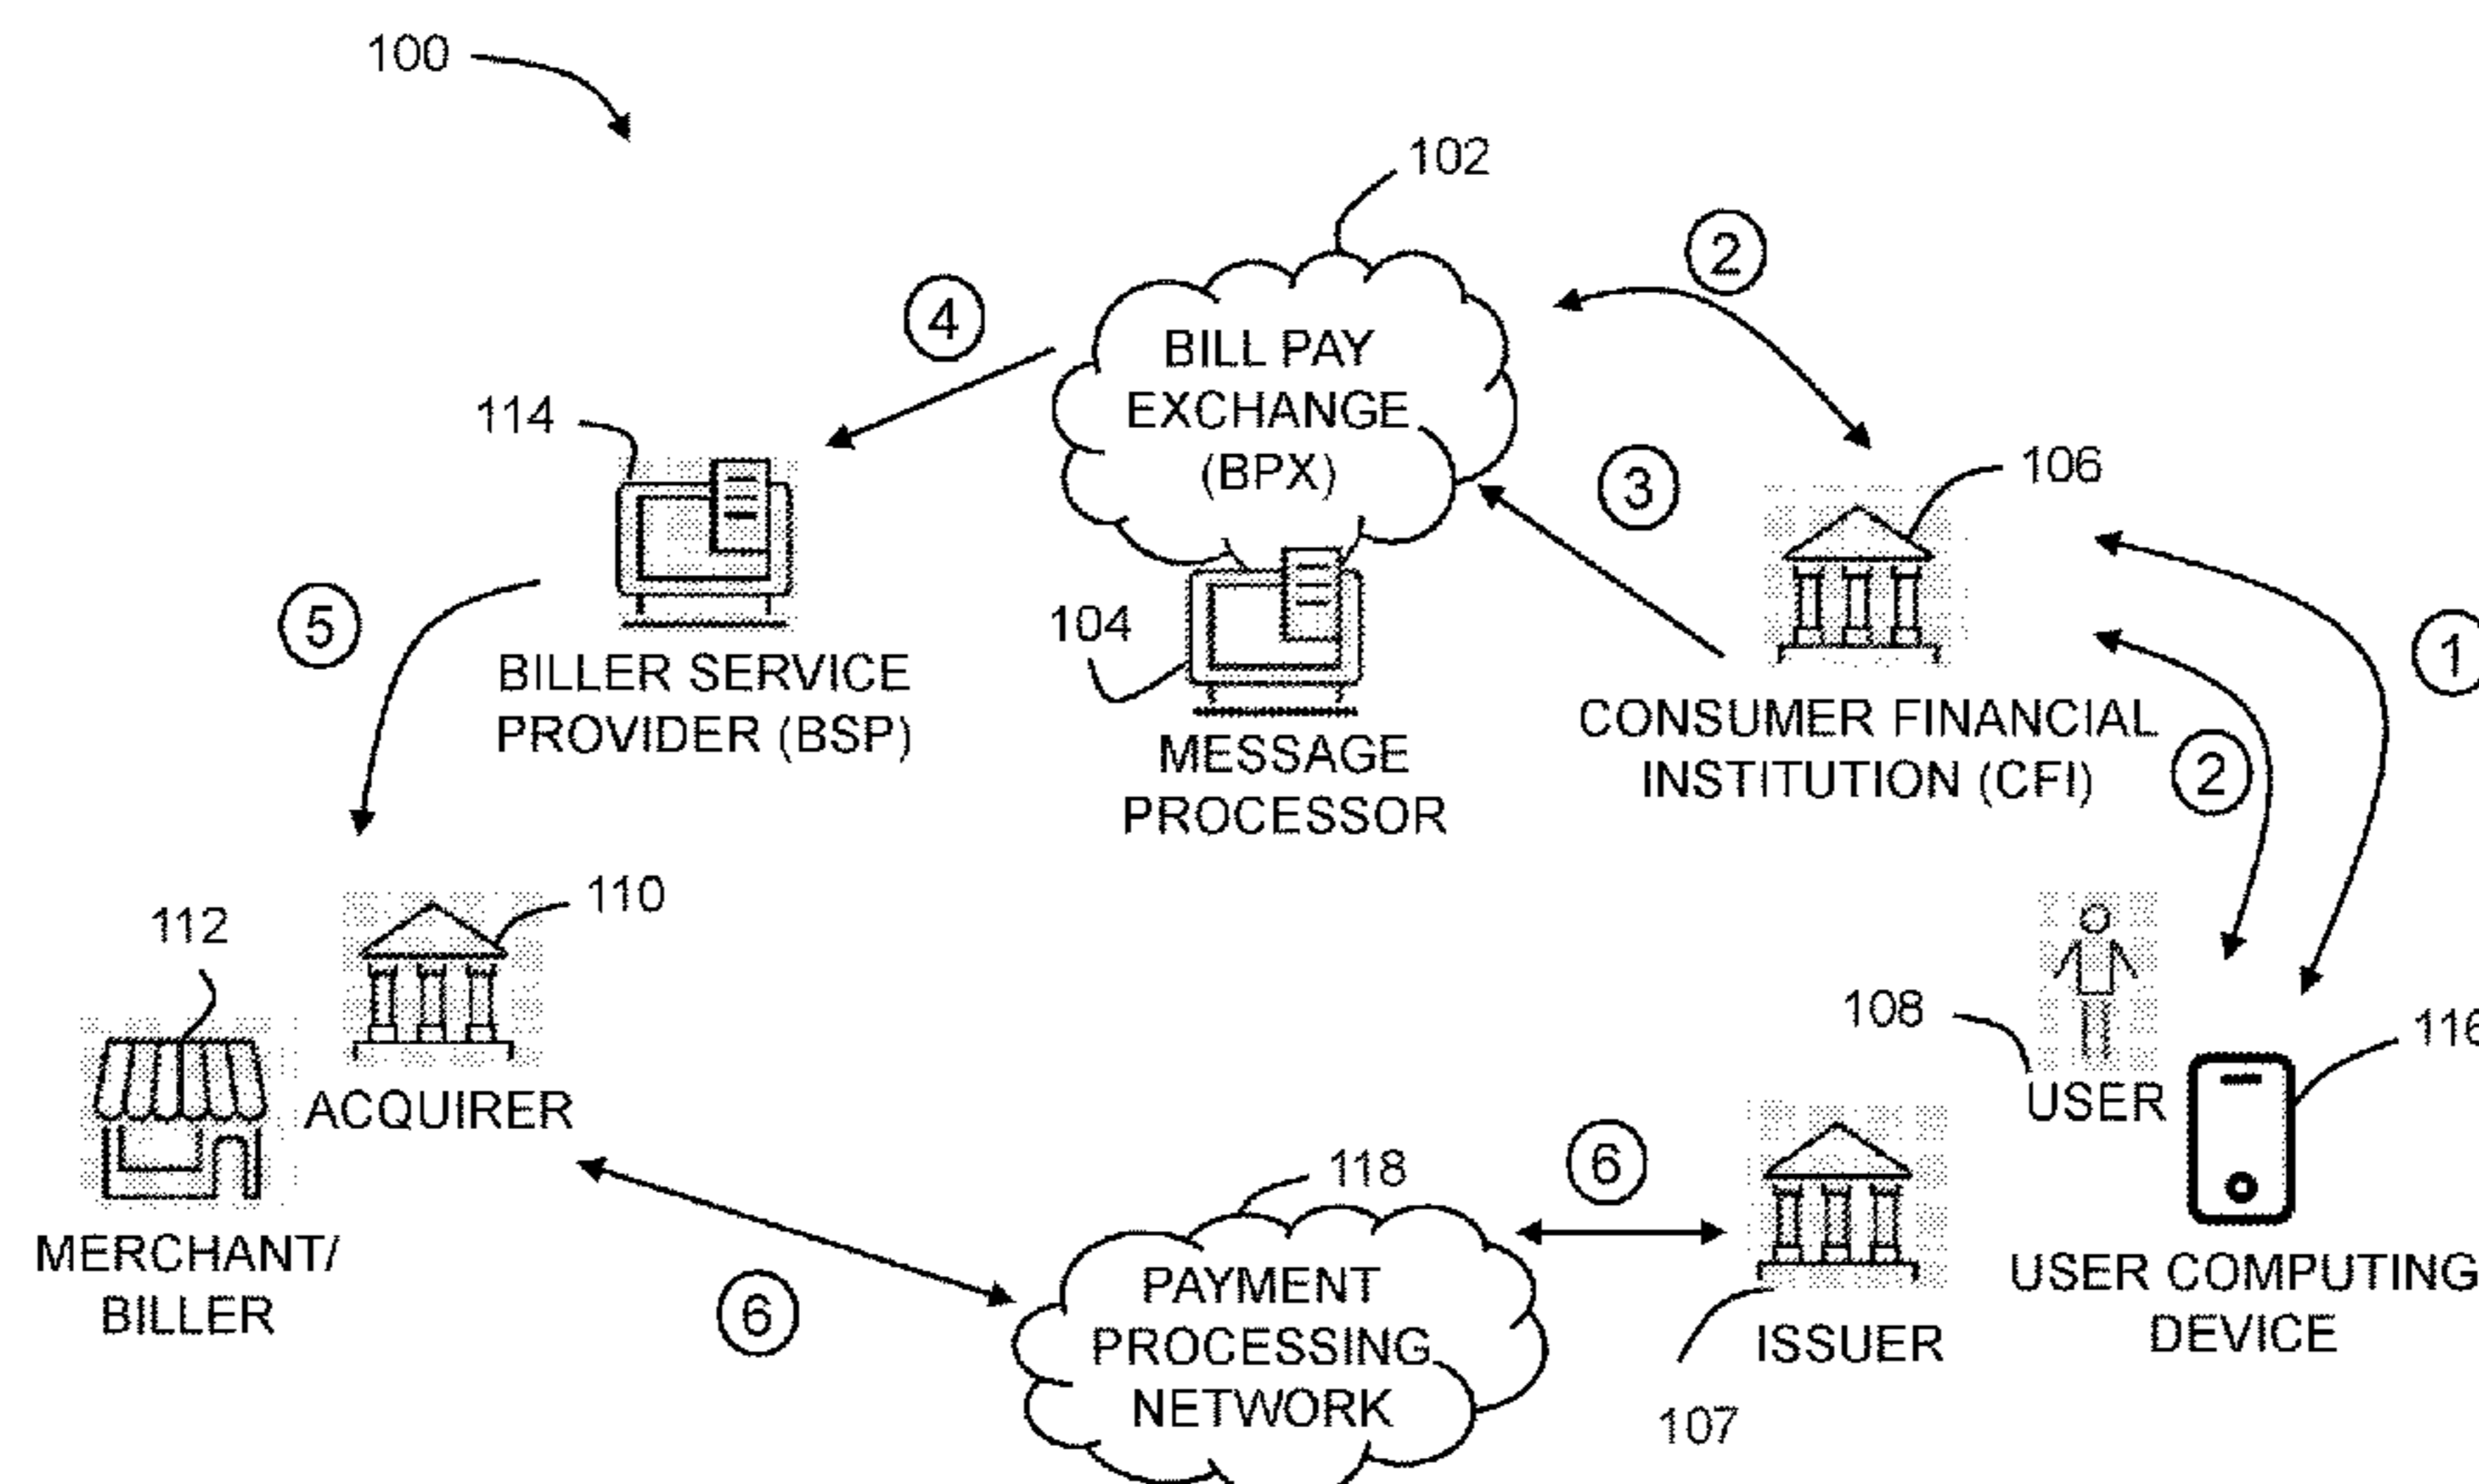 100
102
2
4
BILL PAY
EXCHANGE
(BPX)
114
3
106
1
5
104
BILLER SERVICE
PROVIDER (BSP)
MESSAGE
PROCESSOR
CONSUMER FINANCIAL
INSTITUTION (CFI)
2
112
110
108
116
ACQUIRER
USER
118
6
MERCHANT/
BILLER
6
PAYMENT
PROCESSING
NETWORK
ISSUER
107
USER COMPUTING
DEVICE